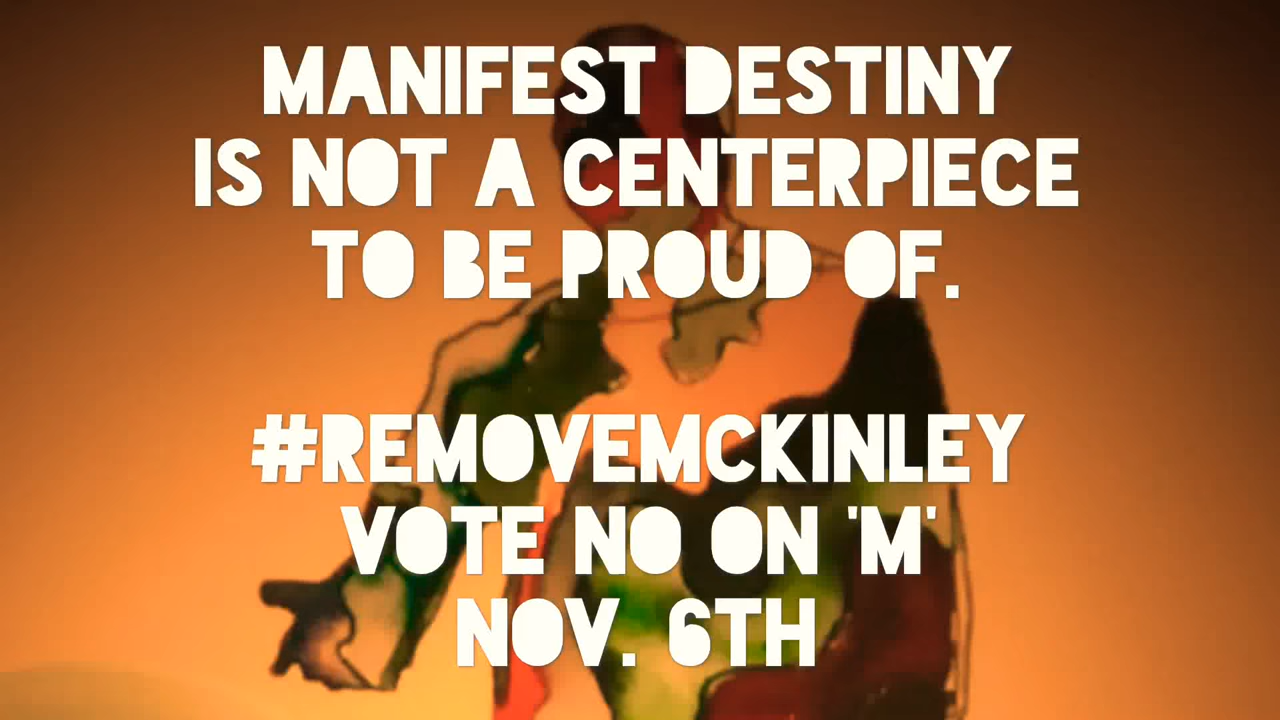 MANIFEST DESTINY
IS NOT A CENTERPIECE
TO BE PROUD OF.
#REMOVEMCKINLEY
VOTE NO ON 'M'
NOV. 6TH